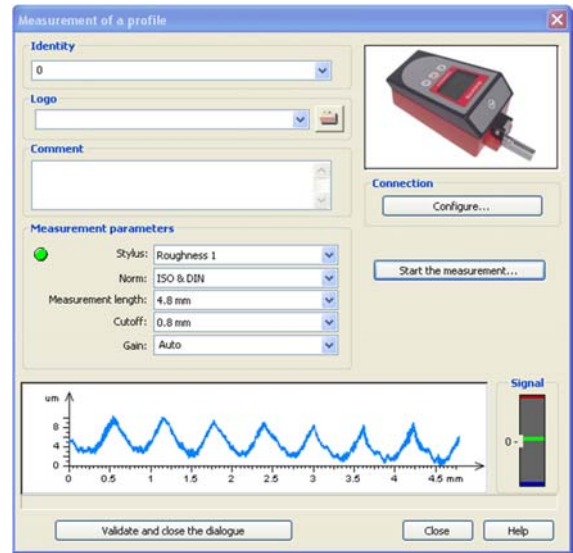 Measurement of a profile
Identity
0
Logo
Comment
Connection
Configure...
Measurement parameters
Stylus: Roughness 1
Norm: ISO & DIN
Measurement length: 4.8 mm
Cutoff: 0.8 mm
Gain: Auto
Start the measurement...
Signal
0 -
um
8
4
0
0 0.5 1 1.5 2 2.5 3 3.5 4 4.5 mm
Validate and close the dialogue
Close
Help